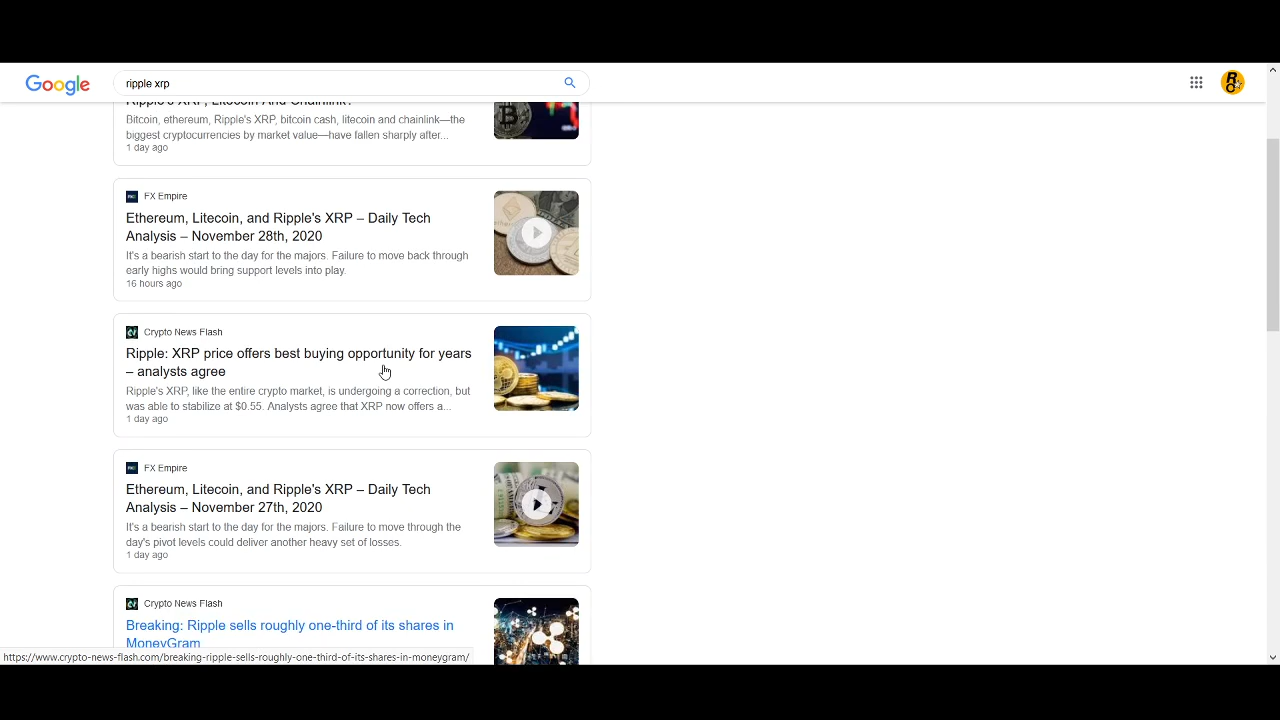 Google
ripple xrp
Ripple's XRP, Litecoin And Chainlink?
Bitcoin, ethereum, Ripple's XRP, bitcoin cash, litecoin and chainlink—the
biggest cryptocurrencies by market value—have fallen sharply after...
1 day ago
FX Empire
Ethereum, Litecoin, and Ripple's XRP – Daily Tech
Analysis – November 28th, 2020
It's a bearish start to the day for the majors. Failure to move back through
early highs would bring support levels into play.
16 hours ago
Crypto News Flash
Ripple: XRP price offers best buying opportunity for years
– analysts agree
Ripple's XRP, like the entire crypto market, is undergoing a correction, but
was able to stabilize at $0.55. Analysts agree that XRP now offers a...
1 day ago
FX Empire
Ethereum, Litecoin, and Ripple's XRP – Daily Tech
Analysis – November 27th, 2020
It's a bearish start to the day for the majors. Failure to move through the
day's pivot levels could deliver another heavy set of losses.
1 day ago
Crypto News Flash
Breaking: Ripple sells roughly one-third of its shares in
MoneyGram
https://www.crypto-news-flash.com/breaking-ripple-sells-roughly-one-third-of-its-shares-in-moneygram/